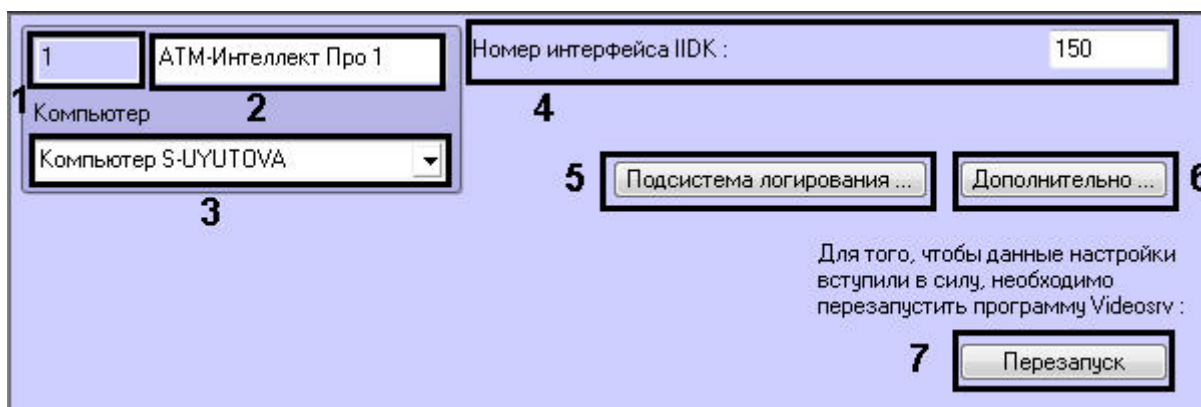 1
АТМ-Интеллект Про 1
Номер интерфейса IIDK :
150
1
2
4
Компьютер
Компьютер S-UYUTOVA
3
5
Подсистема логирования ...
Дополнительно ...
6
Для того, чтобы данные настройки
вступили в силу, необходимо
перезапустить программу Videosrv :
7
Перезапуск